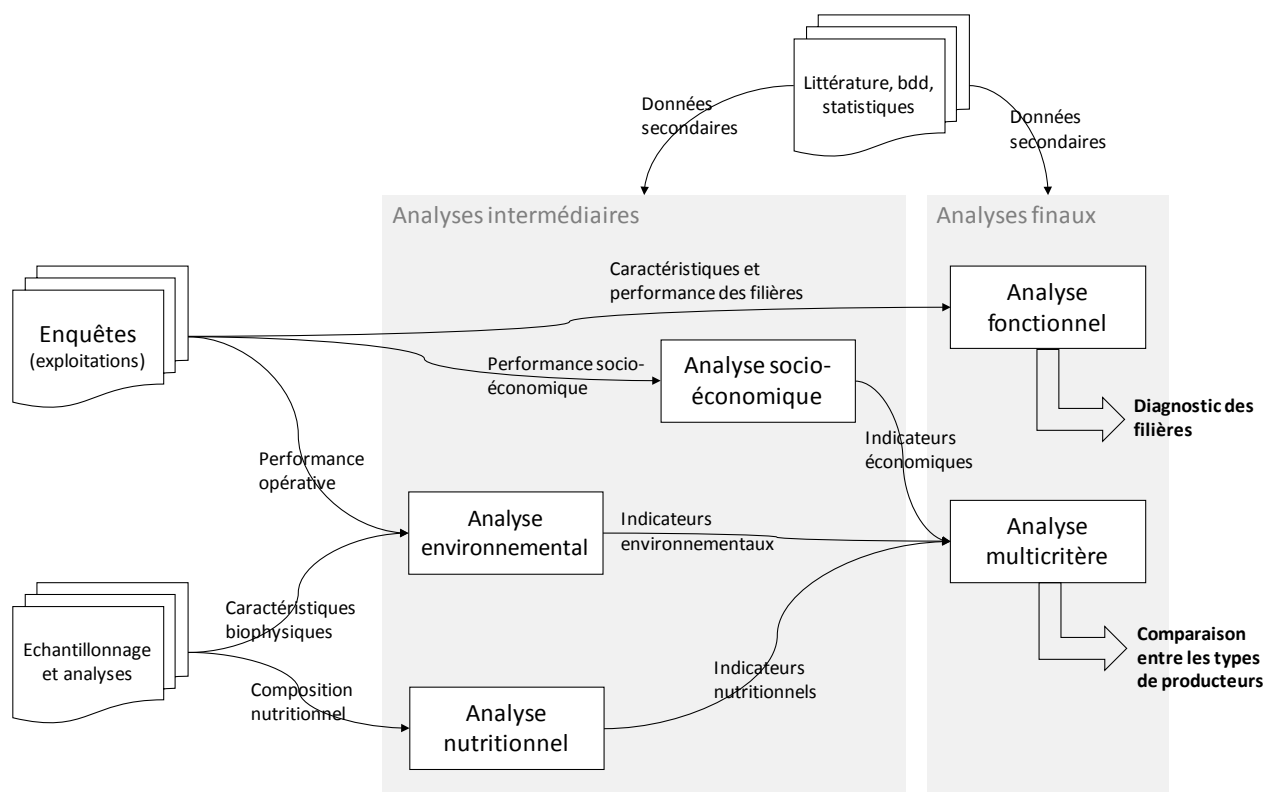 Littérature, bdd,
statistiques
Données
secondaires
Données
secondaires
Analyses intermédiaires
Analyses finaux
Caractéristiques et
performance des filières
Analyse
fonctionnel
Enquêtes
(exploitations)
Performance socio-
économique
Analyse socio-
économique
Diagnostic des
filières
Indicateurs
économiques
Performance
opérative
Analyse
environnemental
Indicateurs
environnementaux
Analyse
multicritère
Caractéristiques
biophysiques
Echantillonnage
et analyses
Comparaison
entre les types
de producteurs
Composition
nutritionnel
Indicateurs
nutritionnels
Analyse
nutritionnel